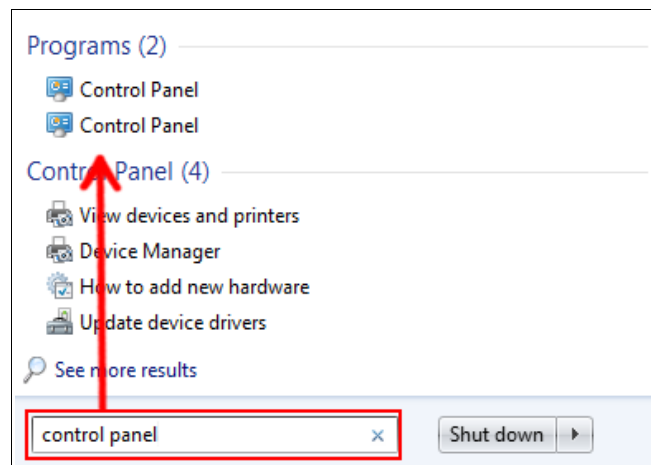 Programs (2)
Control Panel
Control Panel
Control Panel (4)
View devices and printers
Device Manager
How to add new hardware
Update device drivers
See more results
control panel
Shut down